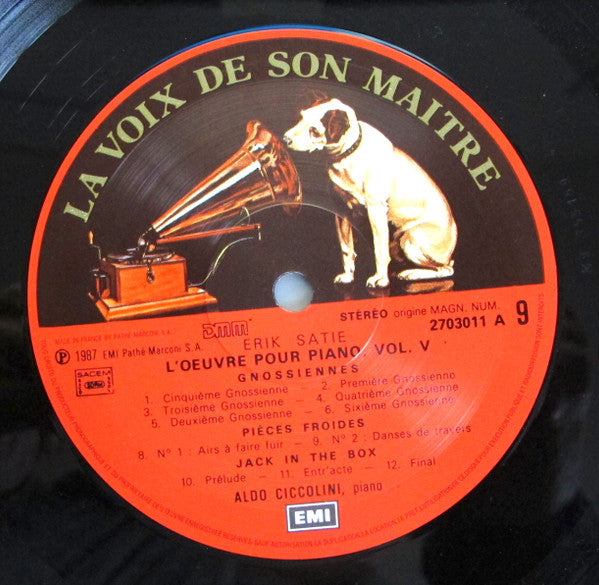 LA VOIX DE SON MAITRE
MADE IN FRANCE BY PATHÉ MARCONI, S.A.
DMM
STÉRÉO origine MAGN. NUM.
2703011 A 9
℗ 1987 EMI Pathé Marconi S.A.
SACEM
ERIK SATIE
L'OEUVRE POUR PIANO, VOL. V
GNOSSIENNES
1. Cinquième Gnossienne - 2. Première Gnossienne
3. Troisième Gnossienne - 4. Quatrième Gnossienne
5. Deuxième Gnossienne - 6. Sixième Gnossienne
PIÈCES FROIDES
8. N° 1 : Airs à faire fuir - 9. N° 2 : Danses de travers
JACK IN THE BOX
10. Prélude - 11. Entr'acte - 12. Final
ALDO CICCOLINI, piano
EMI